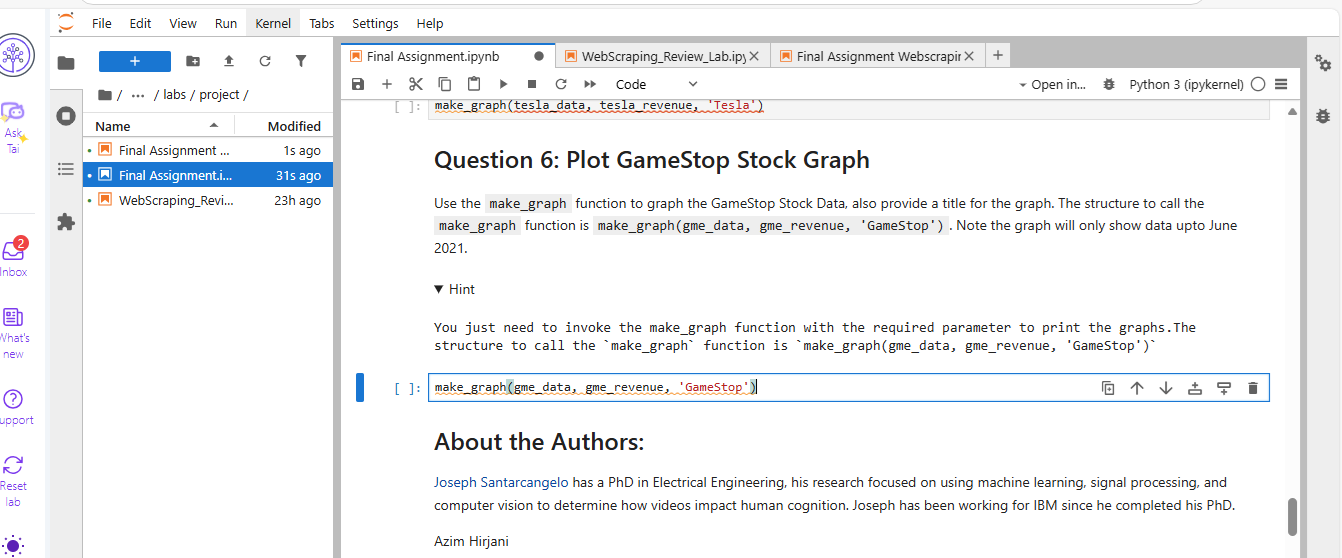 File Edit View Run Kernel Tabs Settings Help
Ask
Tai
2
Inbox
What's
new
Support
Reset
lab
/ ... / labs / project /
Name Modified
Final Assignment ... 1s ago
Final Assignment.i... 31s ago
WebScraping_Revi... 23h ago
Final Assignment.ipynb
WebScraping_Review_Lab.ipy
Final Assignment Webscrapir
Code
Open in...
Python 3 (ipykernel)
[ ]: make_graph(tesla_data, tesla_revenue, 'Tesla')
Question 6: Plot GameStop Stock Graph
Use the make_graph function to graph the GameStop Stock Data, also provide a title for the graph. The structure to call the
make_graph function is make_graph(gme_data, gme_revenue, 'GameStop'). Note the graph will only show data upto June
2021.
▼ Hint
You just need to invoke the make_graph function with the required parameter to print the graphs.The
structure to call the `make_graph` function is `make_graph(gme_data, gme_revenue, 'GameStop')`
[ ]: make_graph(gme_data, gme_revenue, 'GameStop')
About the Authors:
Joseph Santarcangelo has a PhD in Electrical Engineering, his research focused on using machine learning, signal processing, and
computer vision to determine how videos impact human cognition. Joseph has been working for IBM since he completed his PhD.
Azim Hirjani